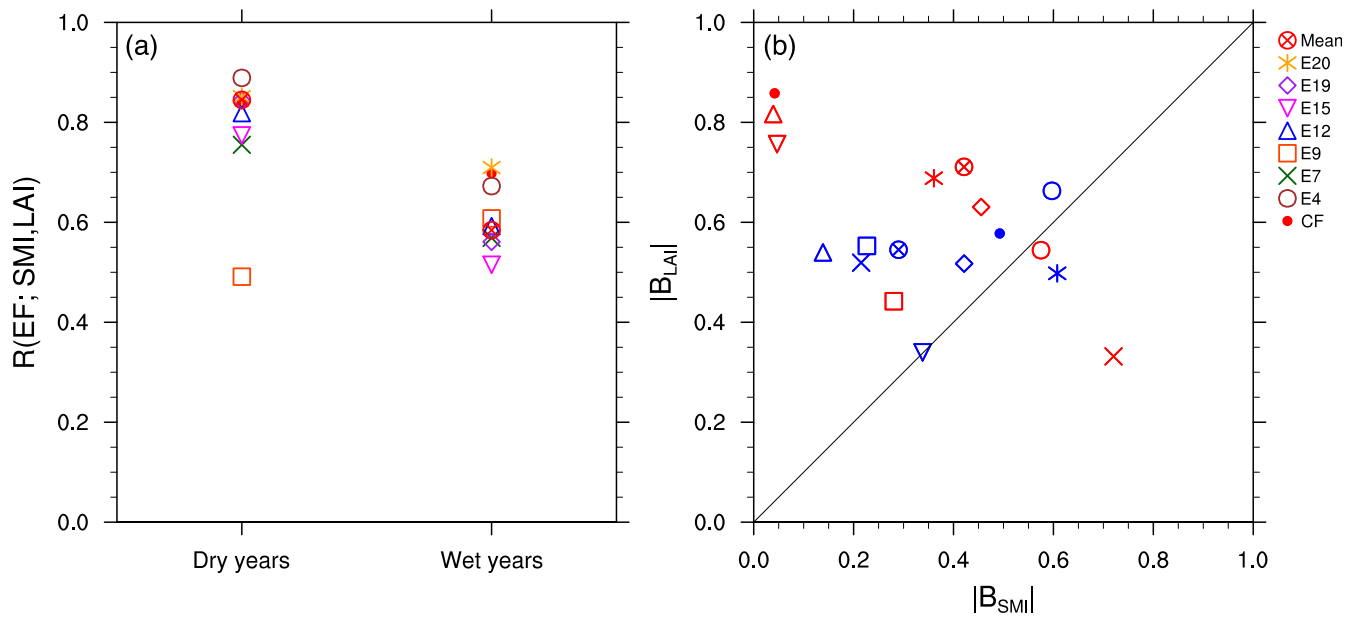 (a)
R(EF; SMI,LAI)
1.0
0.8
0.6
0.4
0.2
0.0
Dry years Wet years
(b)
|B_LAI|
1.0
0.8
0.6
0.4
0.2
0.0
0.0 0.2 0.4 0.6 0.8 1.0
|B_SMI|
Mean
E20
E19
E15
E12
E9
E7
E4
CF